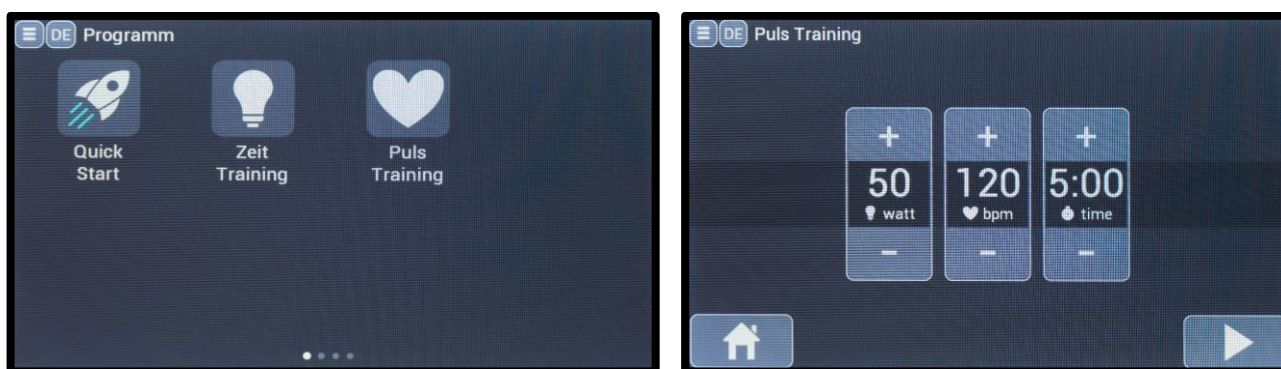 DE Programm
Quick
Start
Zeit
Training
Puls
Training
DE Puls Training
+ + +
50 120 5:00
watt bpm time
- - -